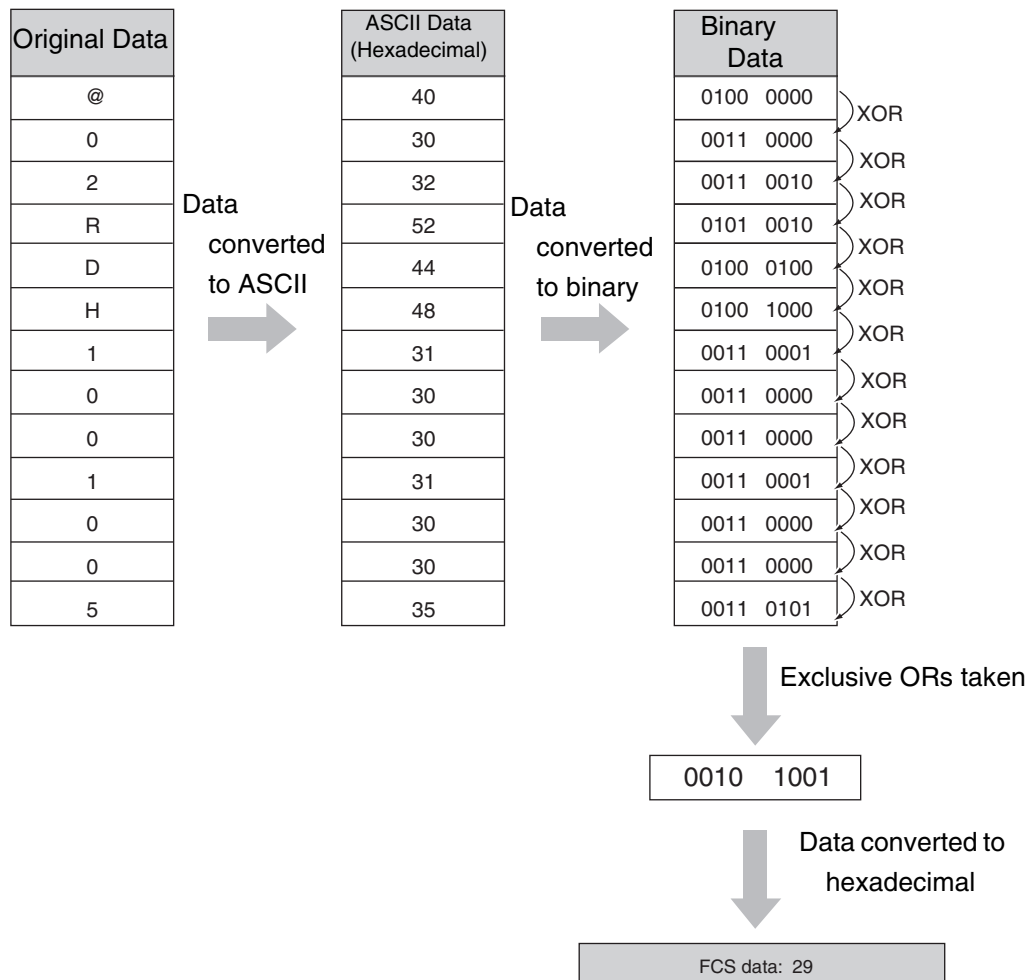 Original Data
ASCII Data
(Hexadecimal)
Binary
Data
@
40
0100 0000
XOR
0
30
0011 0000
XOR
2
32
0011 0010
XOR
R
52
0101 0010
XOR
D
44
0100 0100
XOR
H
48
0100 1000
XOR
1
31
0011 0001
XOR
0
30
0011 0000
XOR
0
30
0011 0000
XOR
1
31
0011 0001
XOR
0
30
0011 0000
XOR
0
30
0011 0000
XOR
5
35
0011 0101
Data
converted
to ASCII
Data
converted
to binary
Exclusive ORs taken
0010 1001
Data converted to
hexadecimal
FCS data: 29